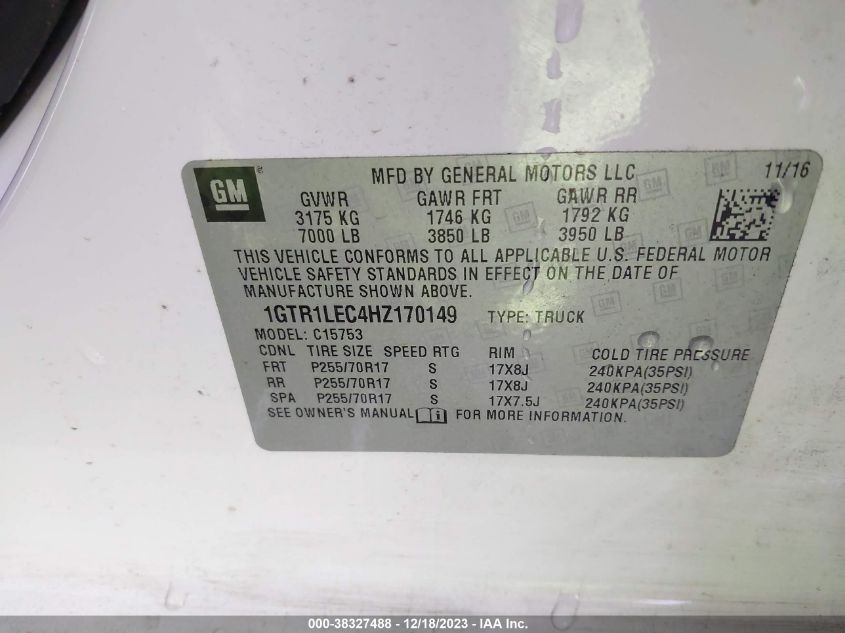 GM
®
MFD BY GENERAL MOTORS LLC
11/16
GVWR GAWR FRT GAWR RR
3175 KG 1746 KG 1792 KG
7000 LB 3850 LB 3950 LB
THIS VEHICLE CONFORMS TO ALL APPLICABLE U.S. FEDERAL MOTOR
VEHICLE SAFETY STANDARDS IN EFFECT ON THE DATE OF
MANUFACTURE SHOWN ABOVE.
1GTR1LEC4HZ170149 TYPE: TRUCK
MODEL: C15753
CDNL TIRE SIZE SPEED RTG RIM COLD TIRE PRESSURE
FRT P255/70R17 S 17X8J 240KPA(35PSI)
RR P255/70R17 S 17X8J 240KPA(35PSI)
SPA P255/70R17 S 17X7.5J 240KPA(35PSI)
SEE OWNER'S MANUAL FOR MORE INFORMATION.
000-38327488 - 12/18/2023 - IAA Inc.